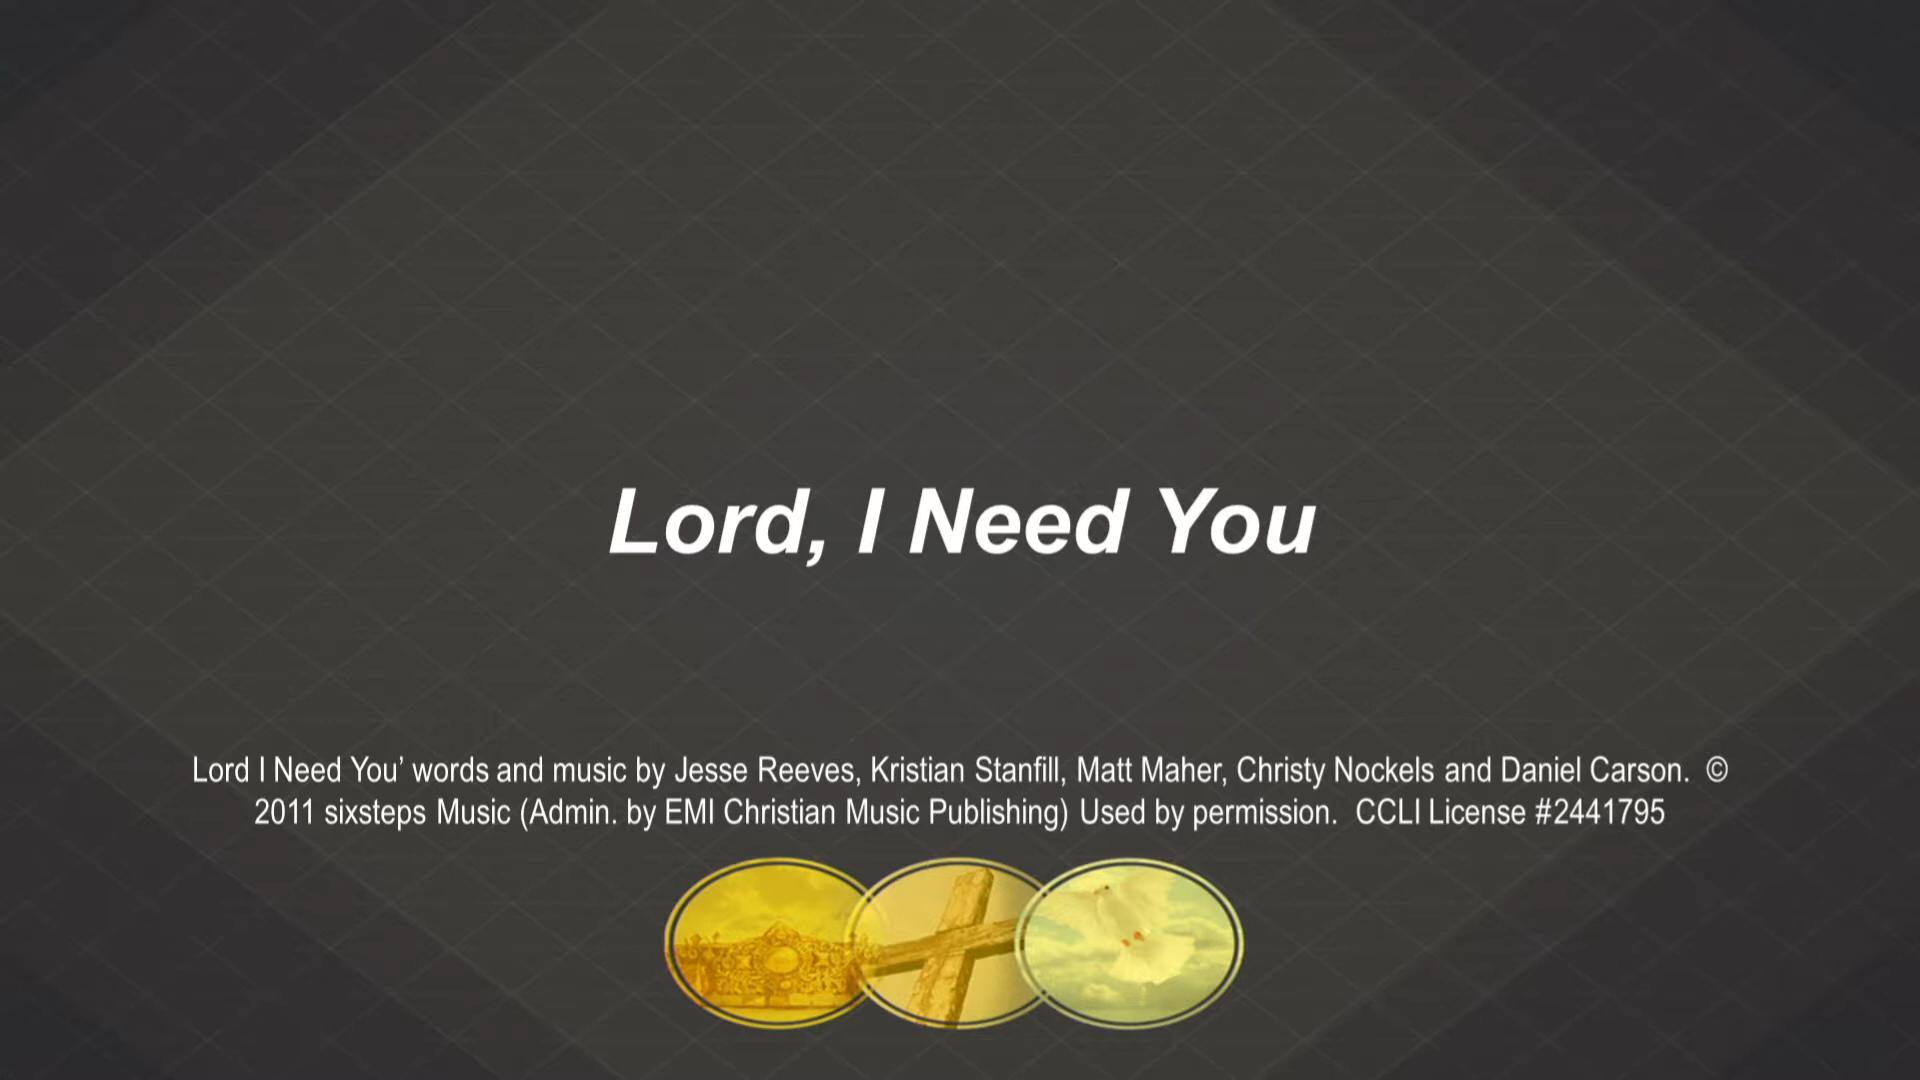 Lord, I Need You
Lord I Need You’ words and music by Jesse Reeves, Kristian Stanfill, Matt Maher, Christy Nockels and Daniel Carson.  ©
2011 sixsteps Music (Admin. by EMI Christian Music Publishing) Used by permission.  CCLI License #2441795